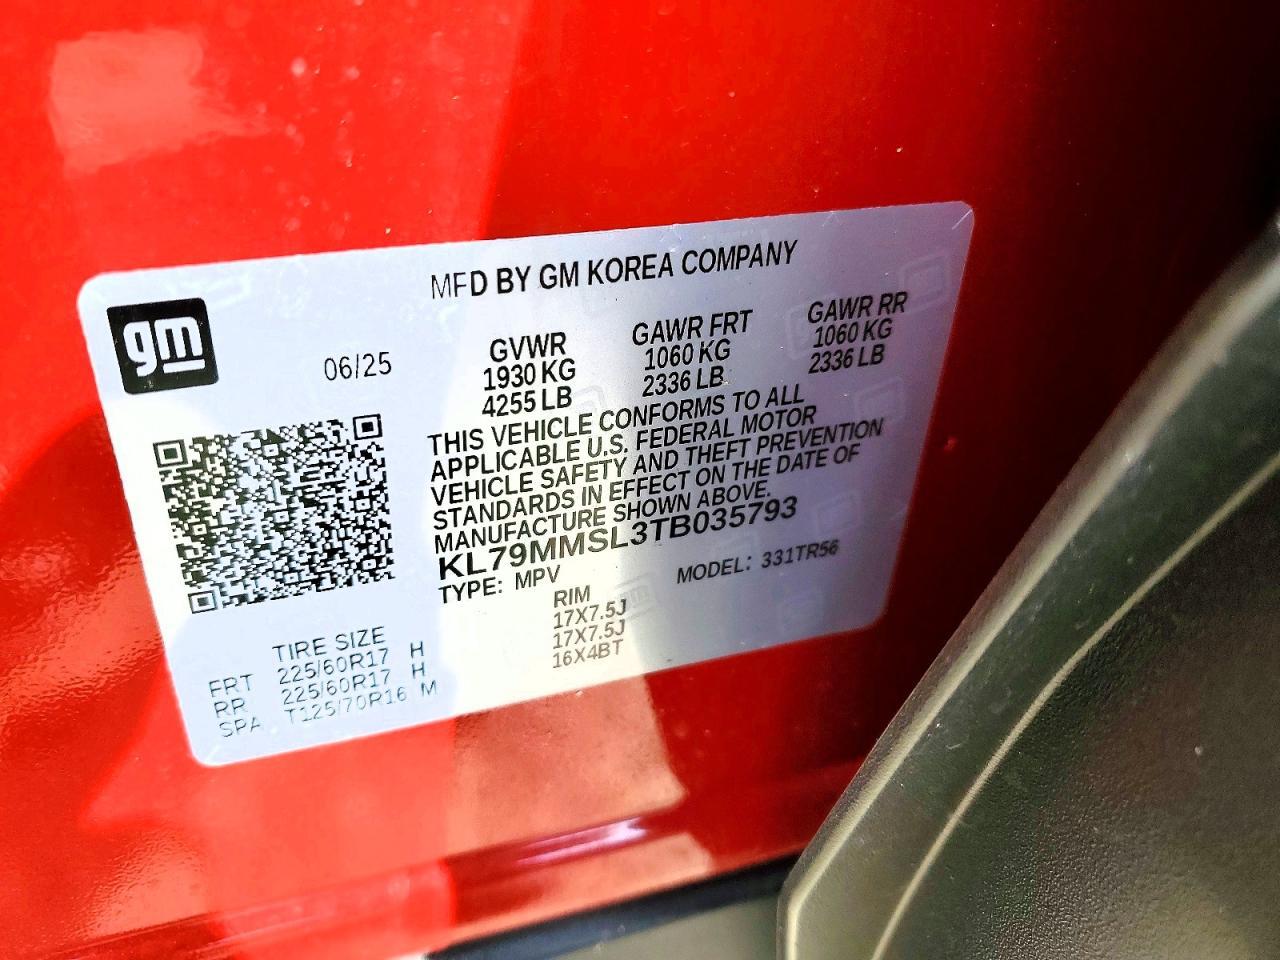 MFD BY GM KOREA COMPANY
gm
06/25
GVWR GAWR FRT GAWR RR
1930 KG 1060 KG 1060 KG
4255 LB 2336 LB 2336 LB
THIS VEHICLE CONFORMS TO ALL
APPLICABLE U.S. FEDERAL MOTOR
VEHICLE SAFETY AND THEFT PREVENTION
STANDARDS IN EFFECT ON THE DATE OF
MANUFACTURE SHOWN ABOVE.
KL79MMSL3TB035793
TYPE: MPV MODEL: 331TR56
TIRE SIZE RIM
FRT 225/60R17 H 17X7.5J
RR 225/60R17 H 17X7.5J
SPA T125/70R16 M 16X4BT